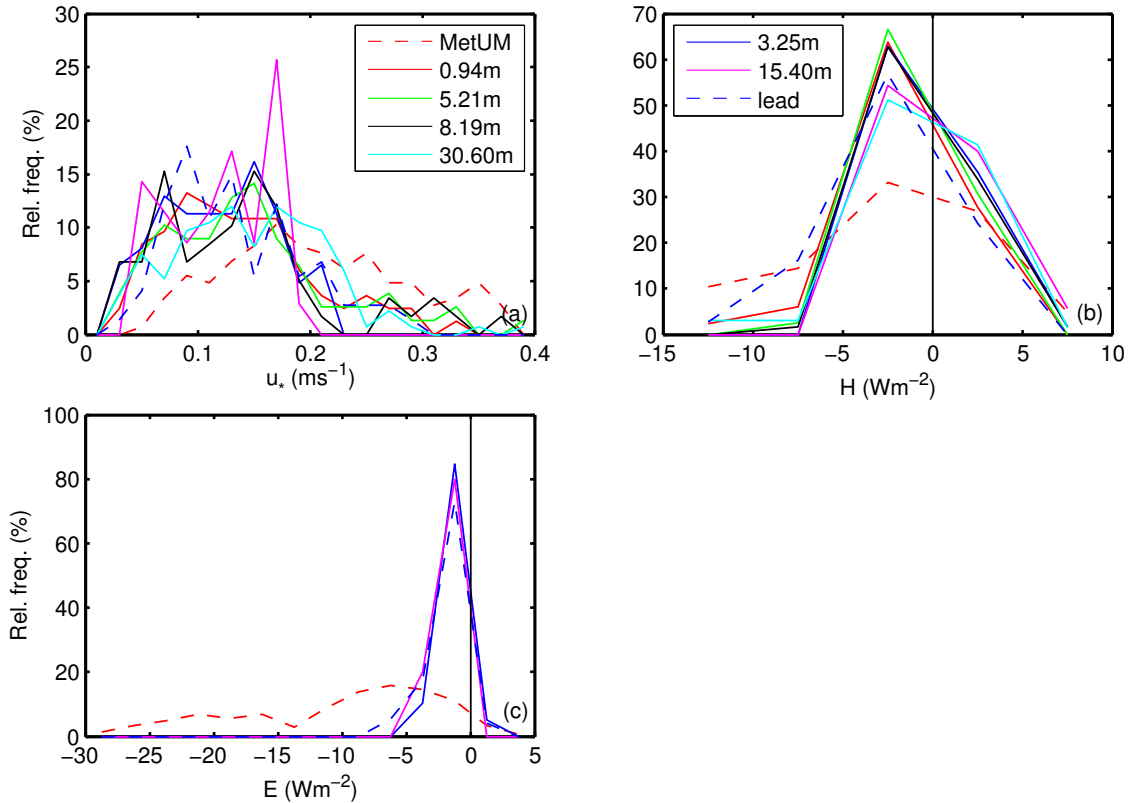 30
25
20
15
10
5
0
Rel. freq. (%)
MetUM
0.94m
5.21m
8.19m
30.60m
(a)
0 0.1 0.2 0.3 0.4
u* (ms−1)
70
60
50
40
30
20
10
0
Rel. freq. (%)
3.25m
15.40m
lead
(b)
−15 −10 −5 0 5 10
H (Wm−2)
100
80
60
40
20
0
Rel. freq. (%)
(c)
−30 −25 −20 −15 −10 −5 0 5
E (Wm−2)